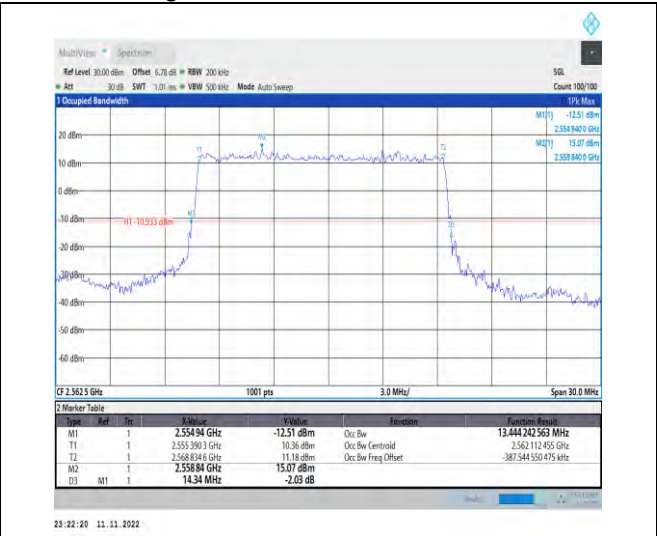 MultiView Spectrum
Ref Level 30.00 dBm Offset 6.78 dB RBW 200 kHz SGL
Att 30 dB SWT 1.01 ms VBW 500 kHz Mode Auto Sweep Count 100/100
1 Occupied Bandwidth 1Pk Max
M1[1] -12.51 dBm
2.554 940 0 GHz
M2[1] 15.07 dBm
2.558 840 0 GHz
20 dBm
M2
T1
T2
10 dBm
0 dBm
M1
-10 dBm
H1 -10.933 dBm
D3
-20 dBm
-30 dBm
-40 dBm
-50 dBm
-60 dBm
CF 2.562 5 GHz 1001 pts 3.0 MHz/ Span 30.0 MHz
2 Marker Table
Type Ref Trc X-Value Y-Value Function Function Result
M1 1 2.554 94 GHz -12.51 dBm Occ Bw 13.444 242 563 MHz
T1 1 2.555 390 3 GHz 10.36 dBm Occ Bw Centroid 2.562 112 455 GHz
T2 1 2.568 834 6 GHz 11.18 dBm Occ Bw Freq Offset -387.544 550 475 kHz
M2 1 2.558 84 GHz 15.07 dBm
D3 M1 1 14.34 MHz -2.03 dB
23:22:20 11.11.2022